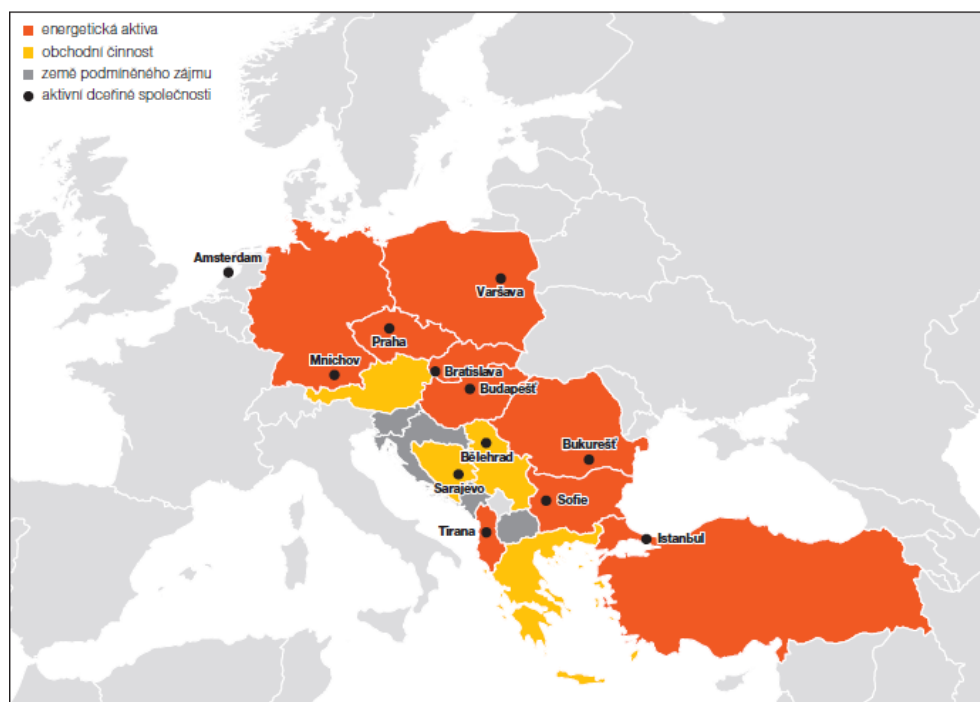 energetická aktiva
obchodní činnost
země podmíněného zájmu
aktivní dceřiné společnosti
Amsterdam
Varšava
Praha
Mnichov
Bratislava
Budapešť
Bukurešť
Bělehrad
Sarajevo
Sofie
Tirana
Istanbul